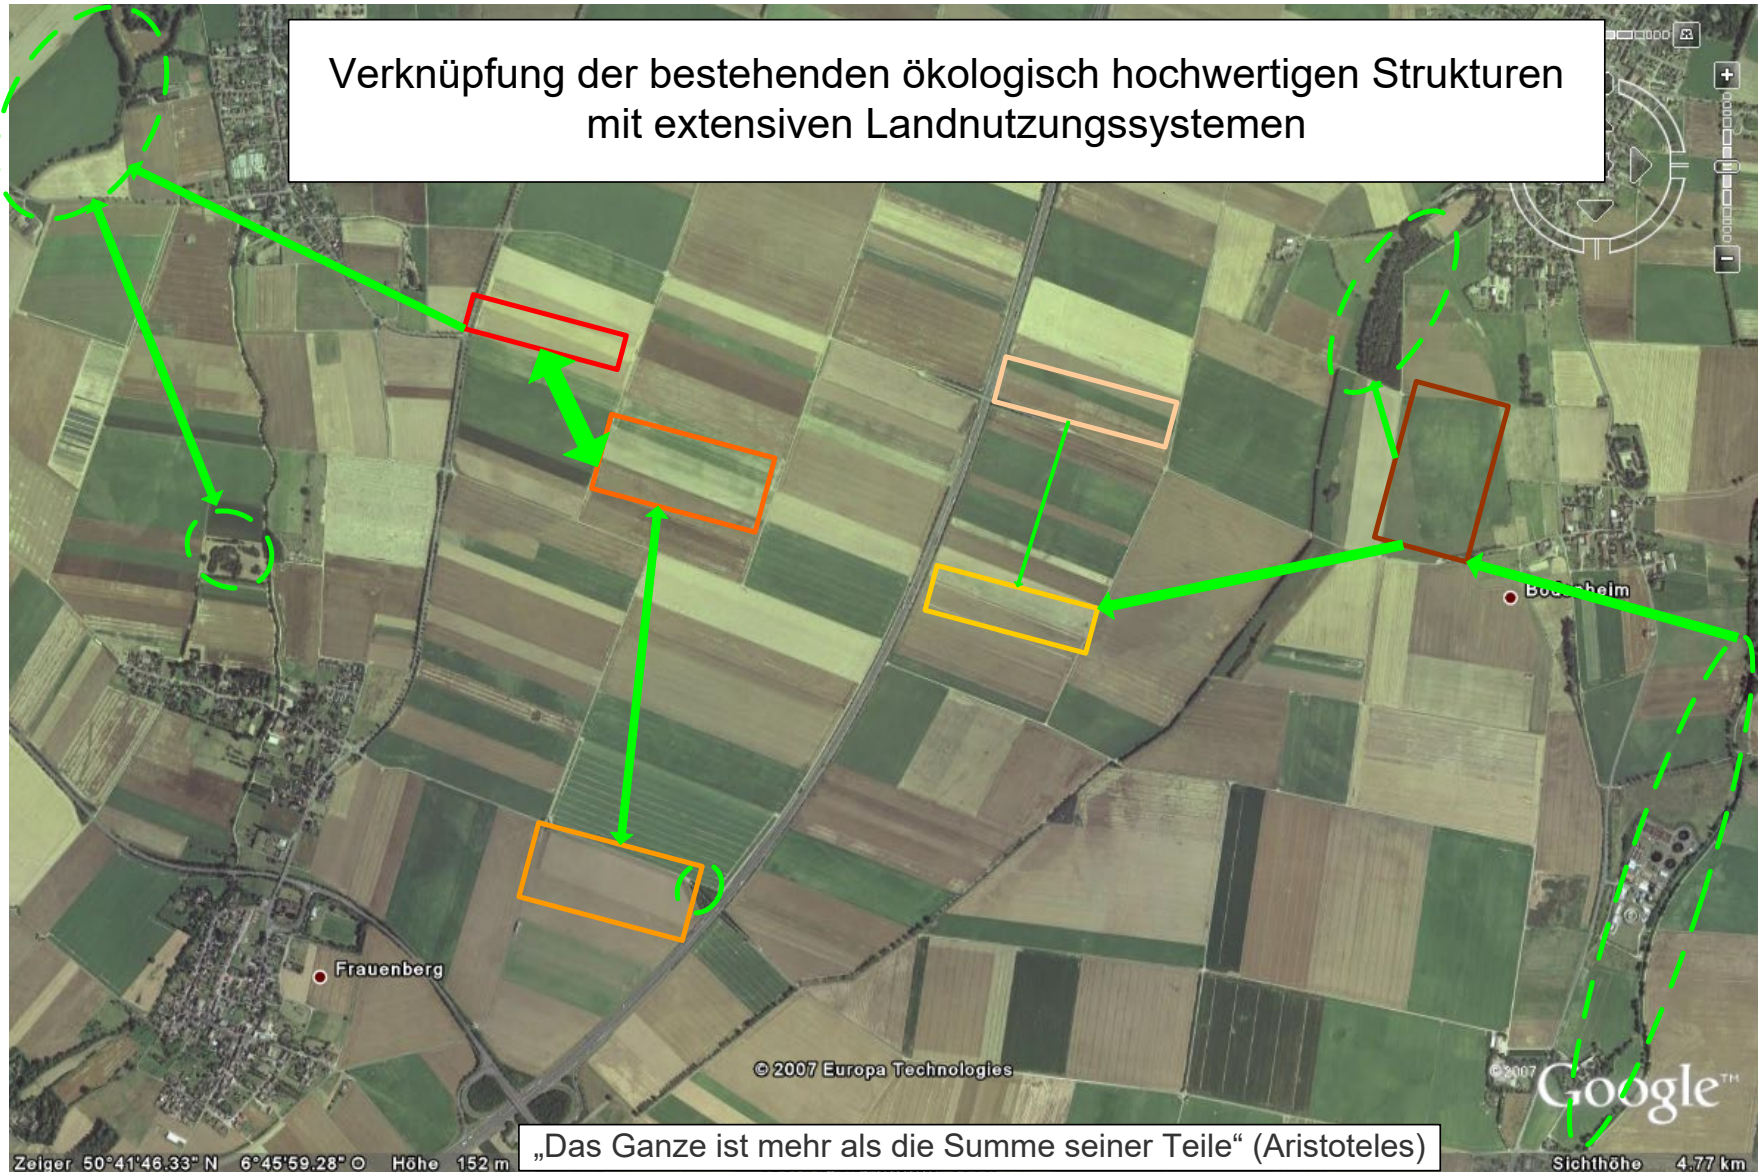 Verknüpfung der bestehenden ökologisch hochwertigen Strukturen
mit extensiven Landnutzungssystemen
Bodenheim
Frauenberg
© 2007 Europa Technologies
©2007 Google™
„Das Ganze ist mehr als die Summe seiner Teile“ (Aristoteles)
Zeiger 50°41'46.33" N 6°45'59.28" O Höhe 152 m Sichthöhe 4.77 km